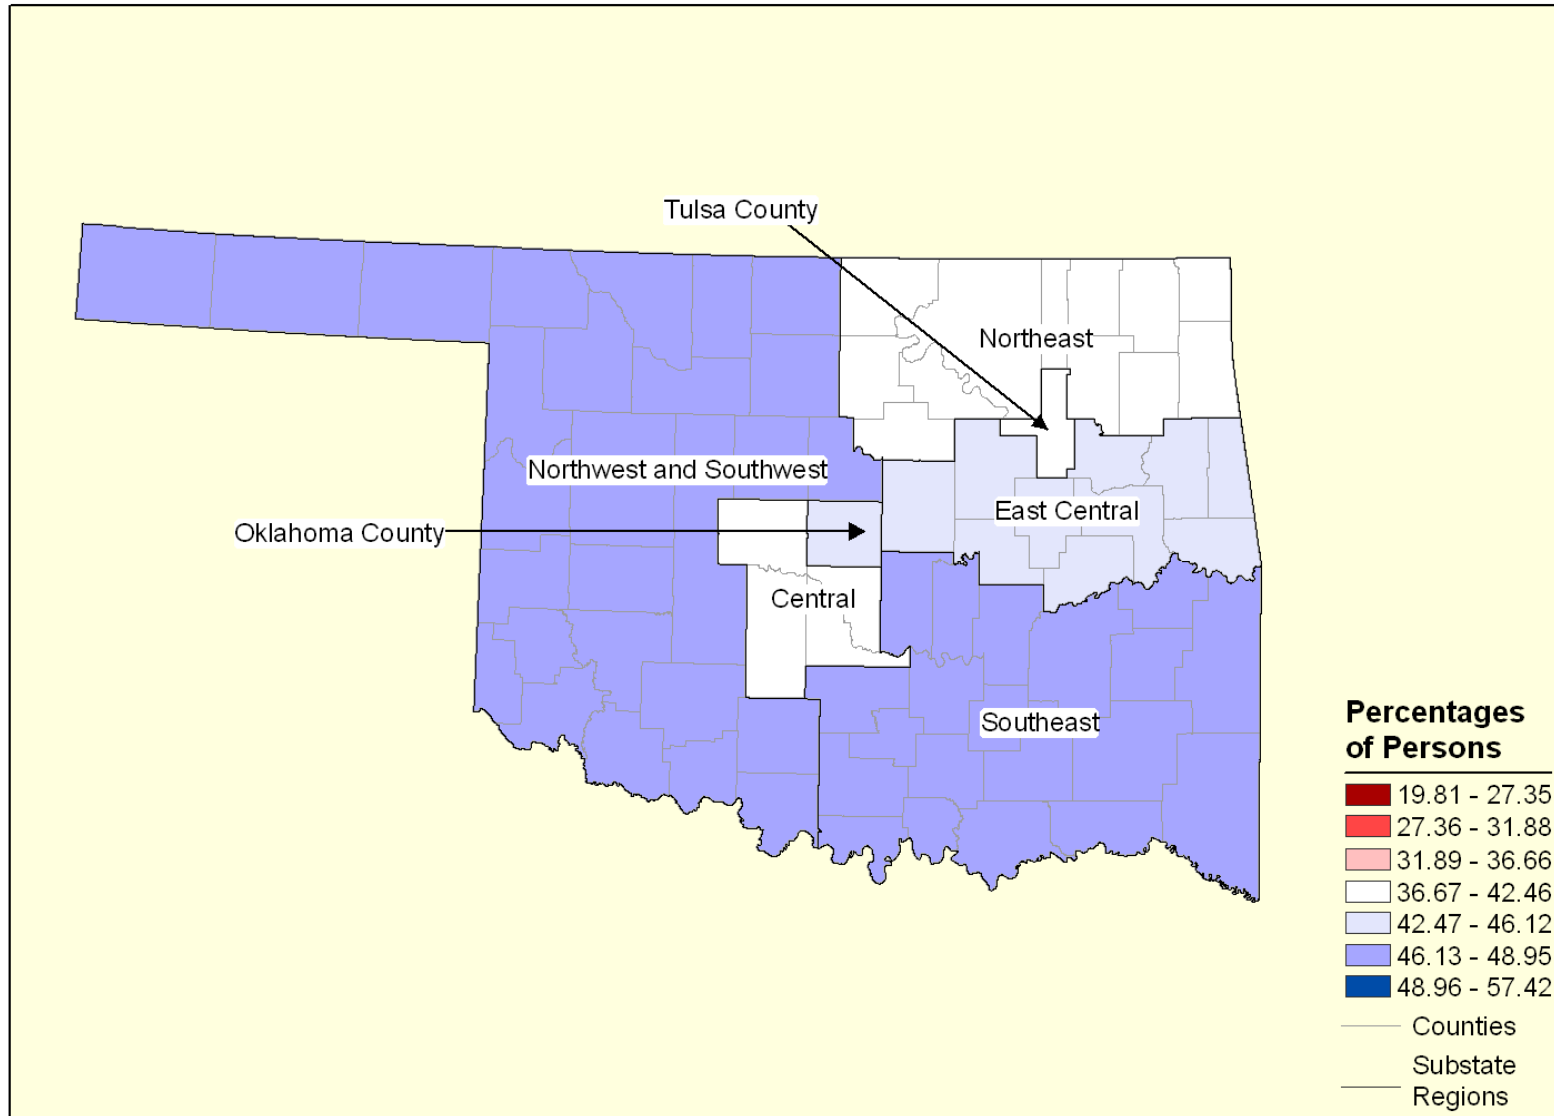 Tulsa County
Northeast
Northwest and Southwest
East Central
Oklahoma County
Central
Southeast
Percentages
of Persons
19.81 - 27.35
27.36 - 31.88
31.89 - 36.66
36.67 - 42.46
42.47 - 46.12
46.13 - 48.95
48.96 - 57.42
Counties
Substate
Regions